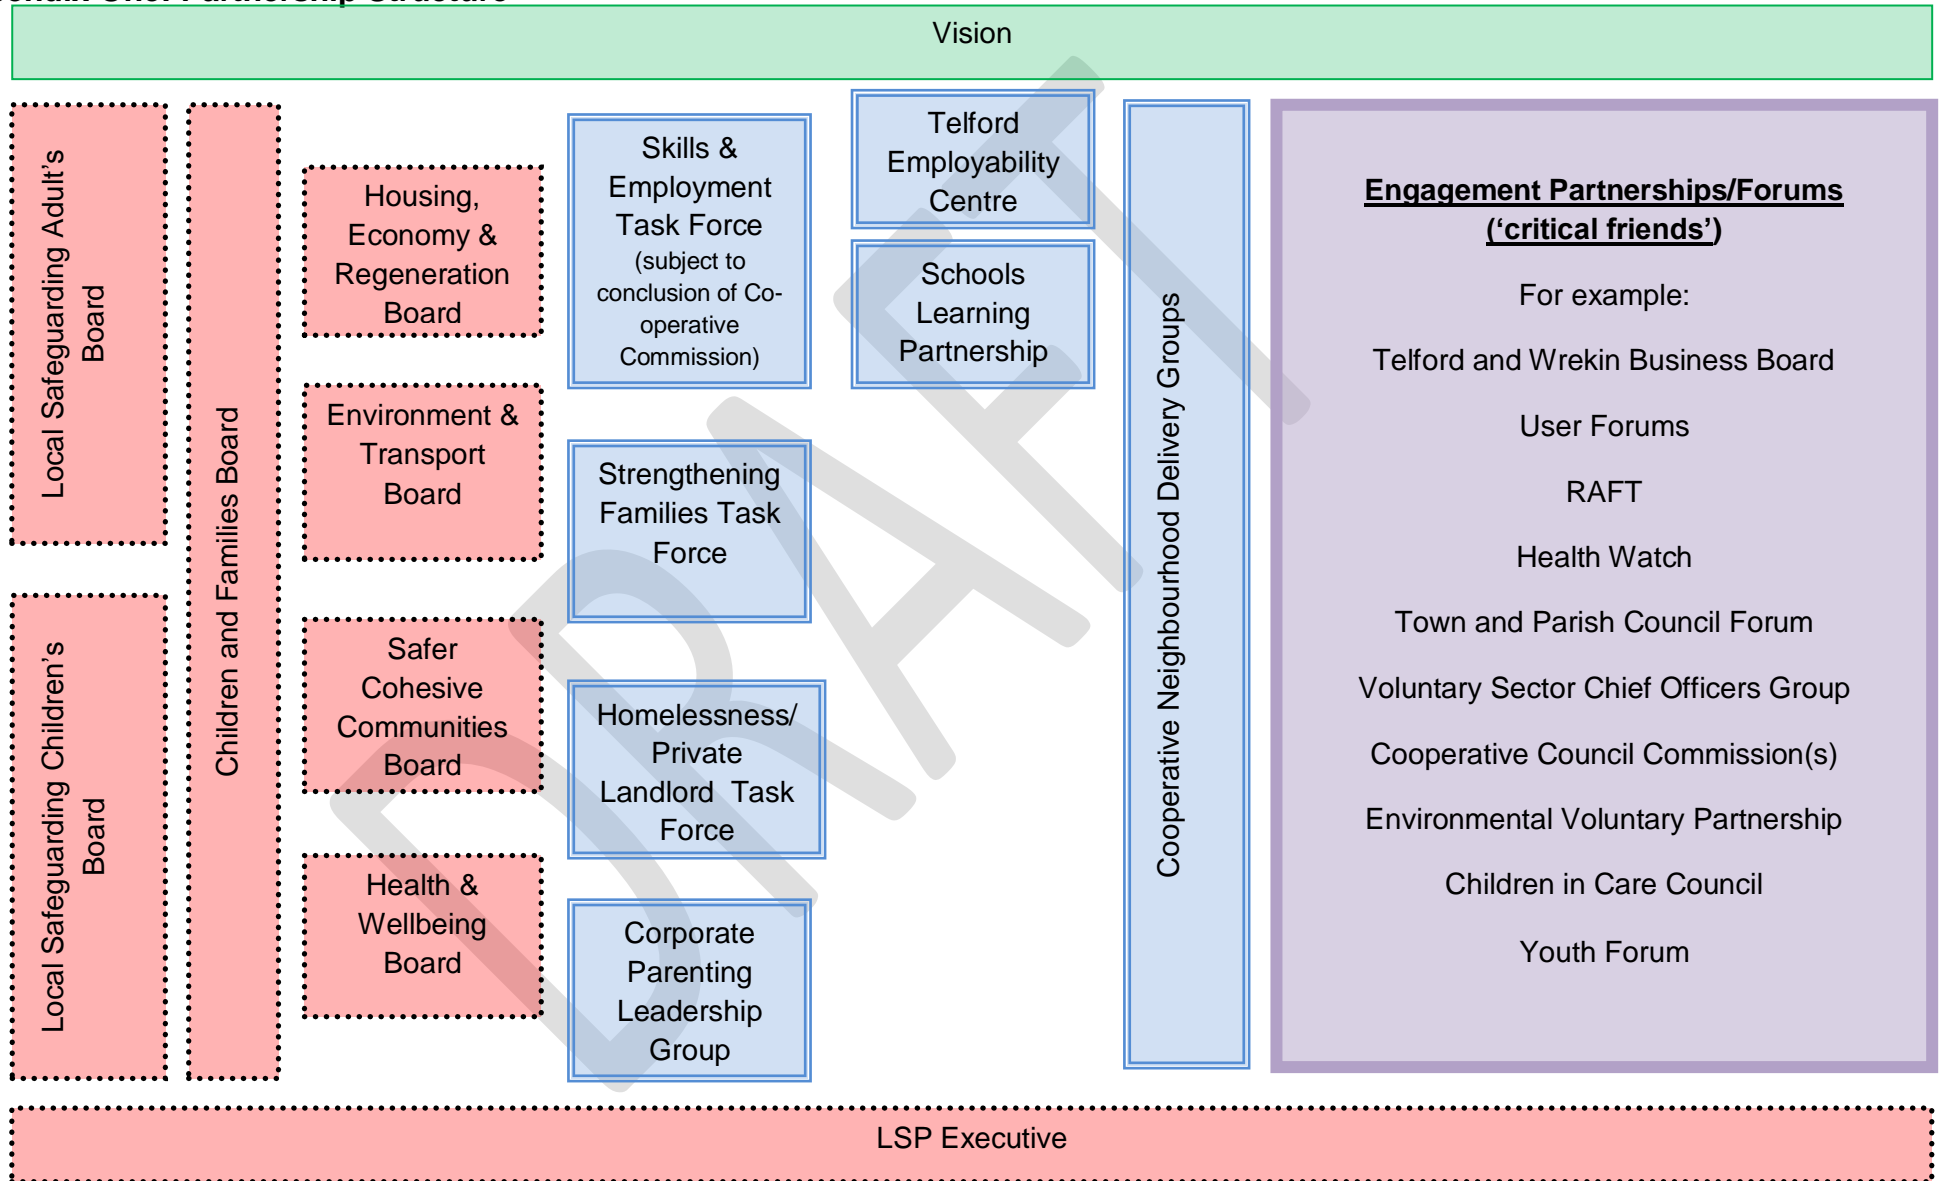 Partnership Structure
Vision
Local Safeguarding Adult’s
Board
Local Safeguarding Children’s
Board
Children and Families Board
Housing,
Economy &
Regeneration
Board
Environment &
Transport
Board
Safer
Cohesive
Communities
Board
Health &
Wellbeing
Board
Skills &
Employment
Task Force
(subject to
conclusion of Co-
operative
Commission)
Strengthening
Families Task
Force
Homelessness/
Private
Landlord Task
Force
Corporate
Parenting
Leadership
Group
Telford
Employability
Centre
Schools
Learning
Partnership
Cooperative Neighbourhood Delivery Groups
Engagement Partnerships/Forums
(‘critical friends’)
For example:
Telford and Wrekin Business Board
User Forums
RAFT
Health Watch
Town and Parish Council Forum
Voluntary Sector Chief Officers Group
Cooperative Council Commission(s)
Environmental Voluntary Partnership
Children in Care Council
Youth Forum
LSP Executive
DRAFT